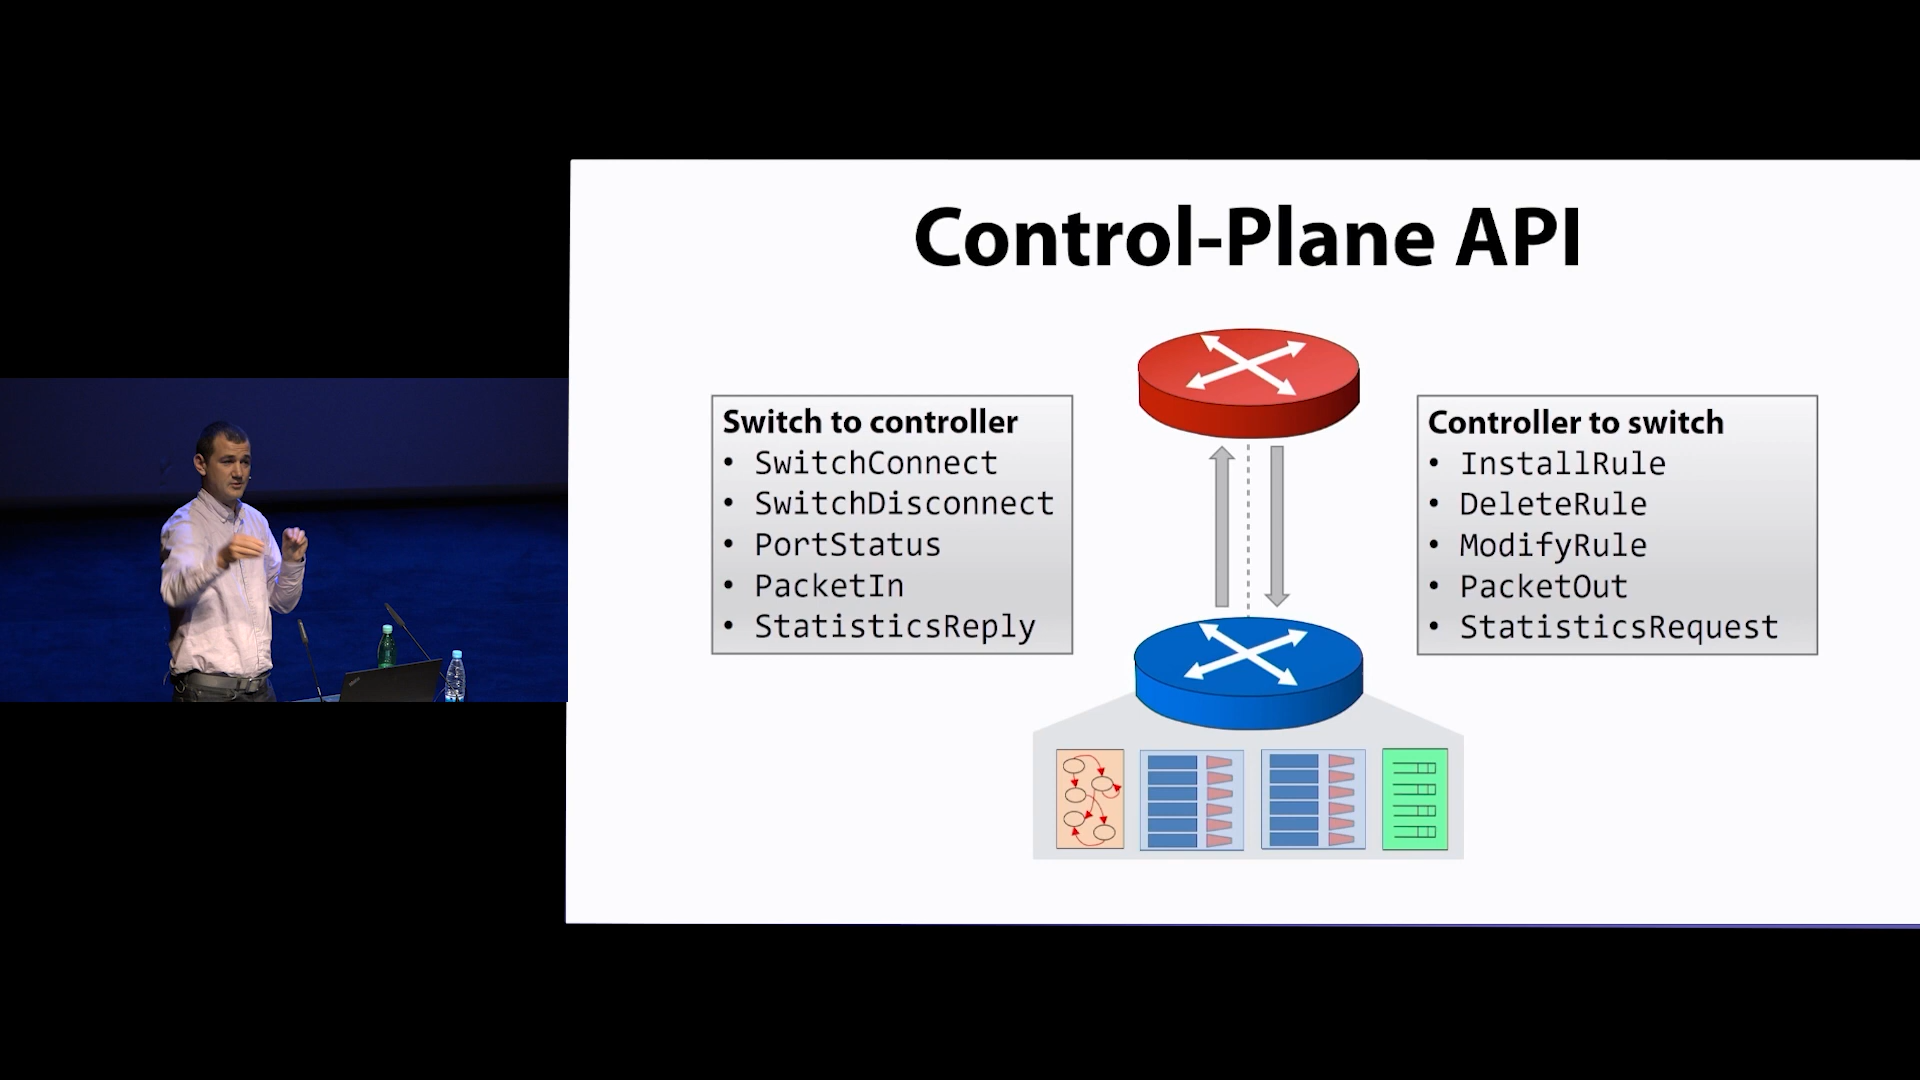 Control-Plane API
Switch to controller
• SwitchConnect
• SwitchDisconnect
• PortStatus
• PacketIn
• StatisticsReply
Controller to switch
• InstallRule
• DeleteRule
• ModifyRule
• PacketOut
• StatisticsRequest